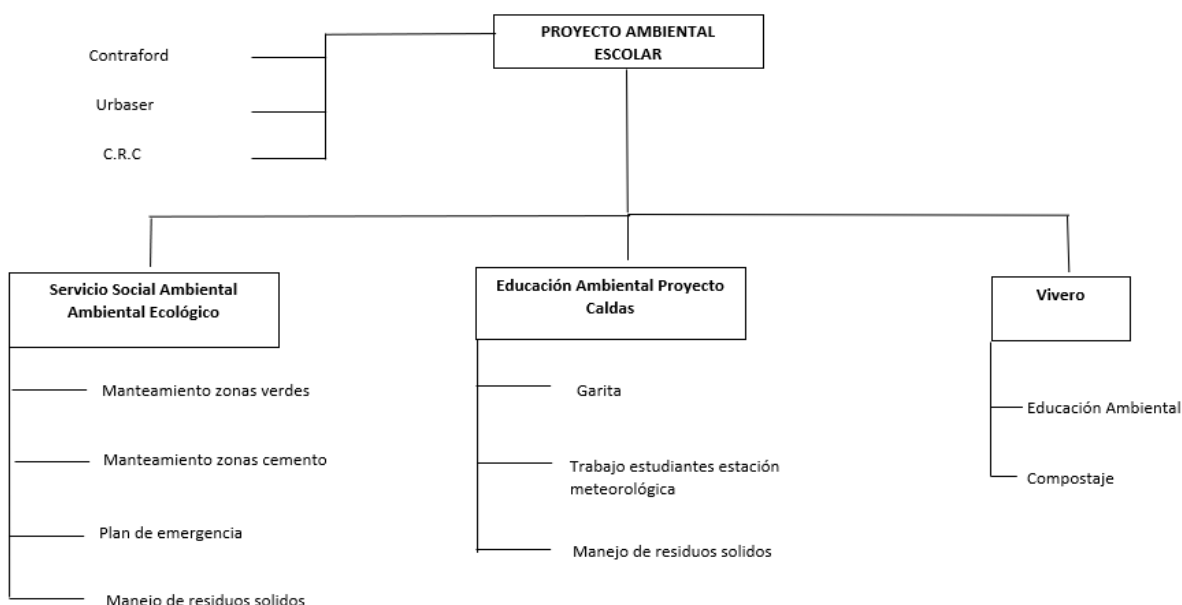 PROYECTO AMBIENTAL
ESCOLAR
Contraford
Urbaser
C.R.C
Servicio Social Ambiental
Ambiental Ecológico
Manteamiento zonas verdes
Manteamiento zonas cemento
Plan de emergencia
Manejo de residuos solidos
Educación Ambiental Proyecto
Caldas
Garita
Trabajo estudiantes estación
meteorológica
Manejo de residuos solidos
Vivero
Educación Ambiental
Compostaje